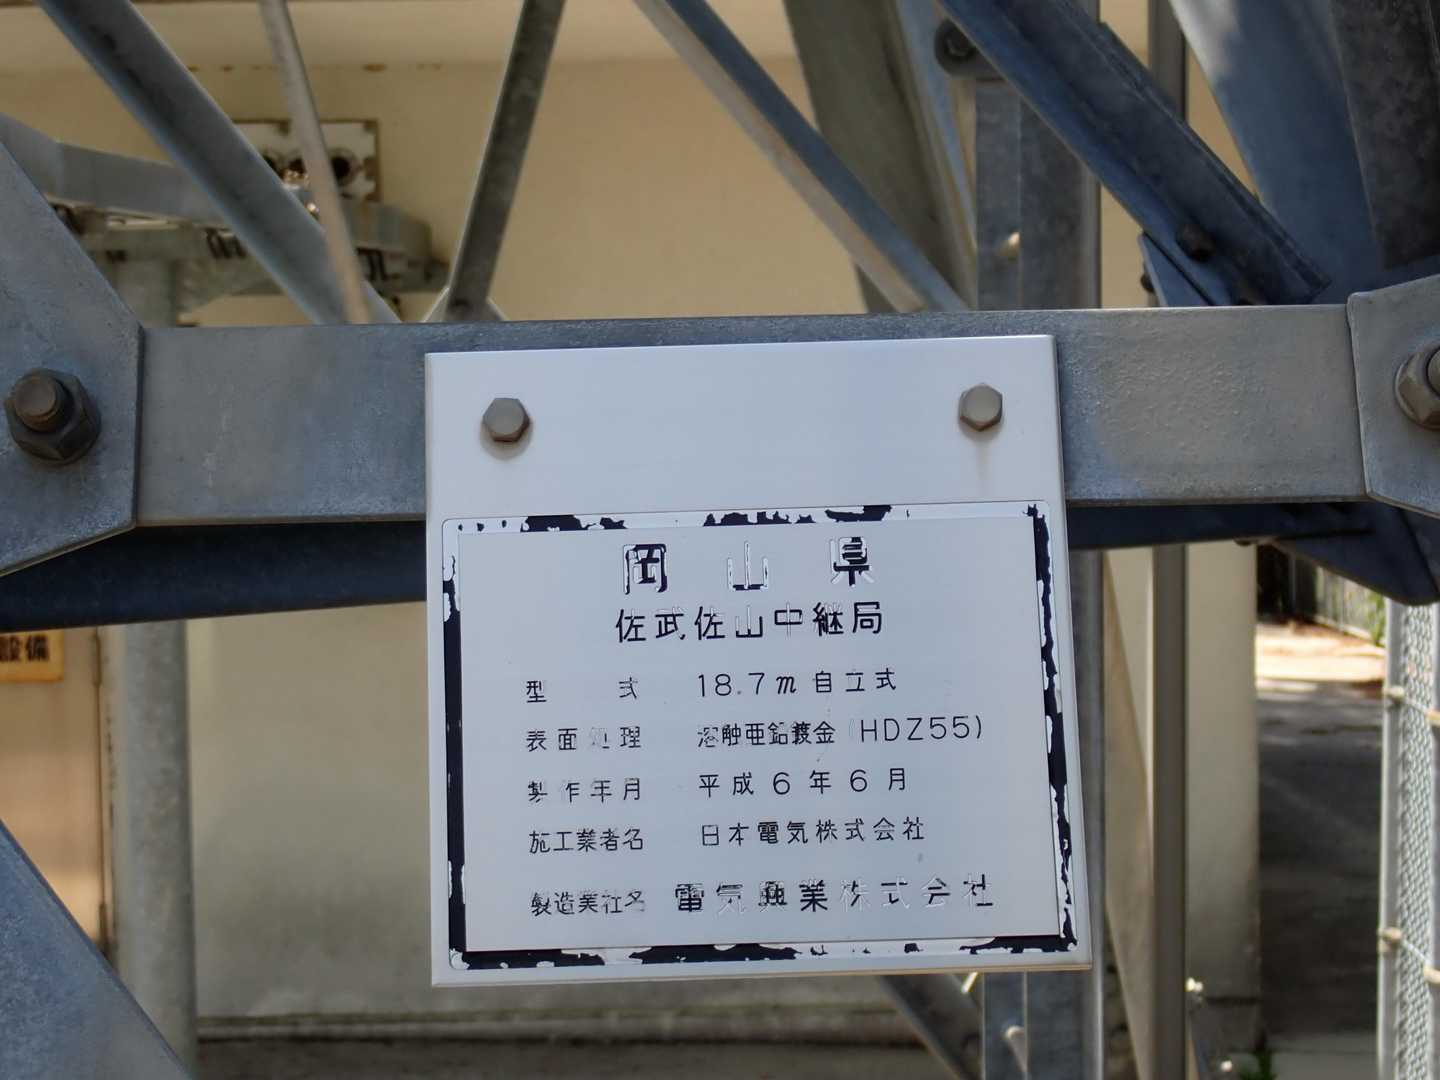 岡山県
佐武佐山中継局
型式 18.7m自立式
表面処理 溶触亜鉛鍍金(HDZ55)
製作年月 平成6年6月
施工業者名 日本電気株式会社
製造業社名 電気興業株式会社
設備